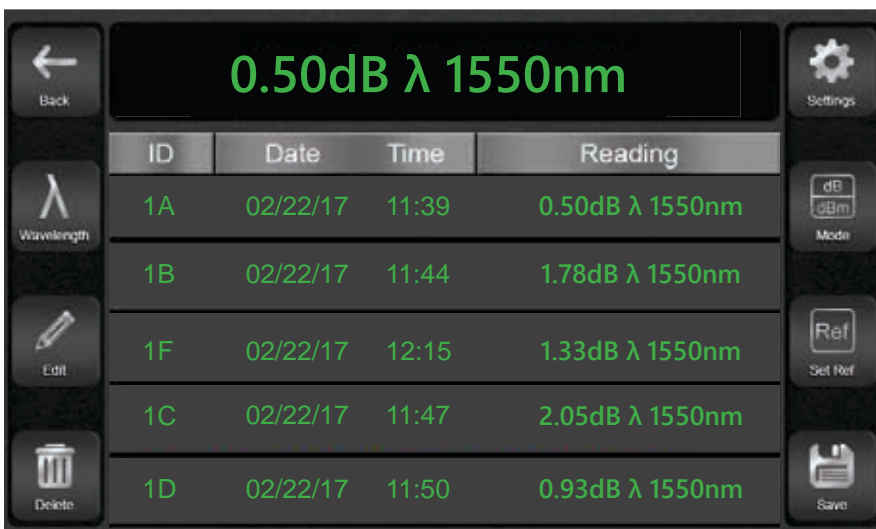 Back
0.50dB λ 1550nm
Settings
ID Date Time Reading
Wavelength
1A 02/22/17 11:39 0.50dB λ 1550nm
dB
dBm
Mode
1B 02/22/17 11:44 1.78dB λ 1550nm
Edit
1F 02/22/17 12:15 1.33dB λ 1550nm
Ref
Set Ref
1C 02/22/17 11:47 2.05dB λ 1550nm
Delete
1D 02/22/17 11:50 0.93dB λ 1550nm
Save